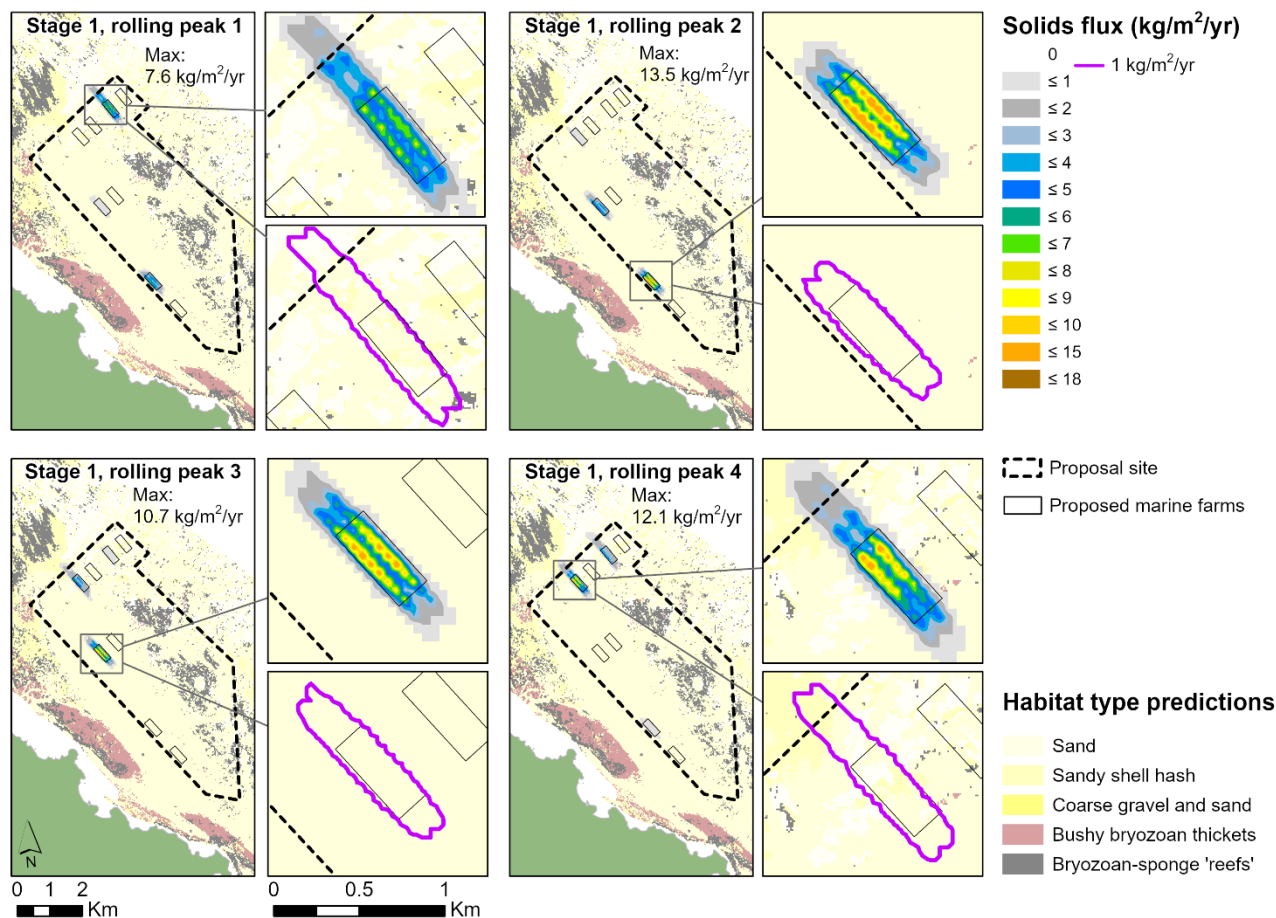 Stage 1, rolling peak 1
Max:
7.6 kg/m²/yr
Stage 1, rolling peak 2
Max:
13.5 kg/m²/yr
Solids flux (kg/m²/yr)
0
≤ 1
1 kg/m²/yr
≤ 2
≤ 3
≤ 4
≤ 5
≤ 6
≤ 7
≤ 8
≤ 9
≤ 10
≤ 15
≤ 18
Stage 1, rolling peak 3
Max:
10.7 kg/m²/yr
Stage 1, rolling peak 4
Max:
12.1 kg/m²/yr
Proposal site
Proposed marine farms
Habitat type predictions
Sand
Sandy shell hash
Coarse gravel and sand
Bushy bryozoan thickets
Bryozoan-sponge 'reefs'
N
0 1 2
Km
0 0.5 1
Km